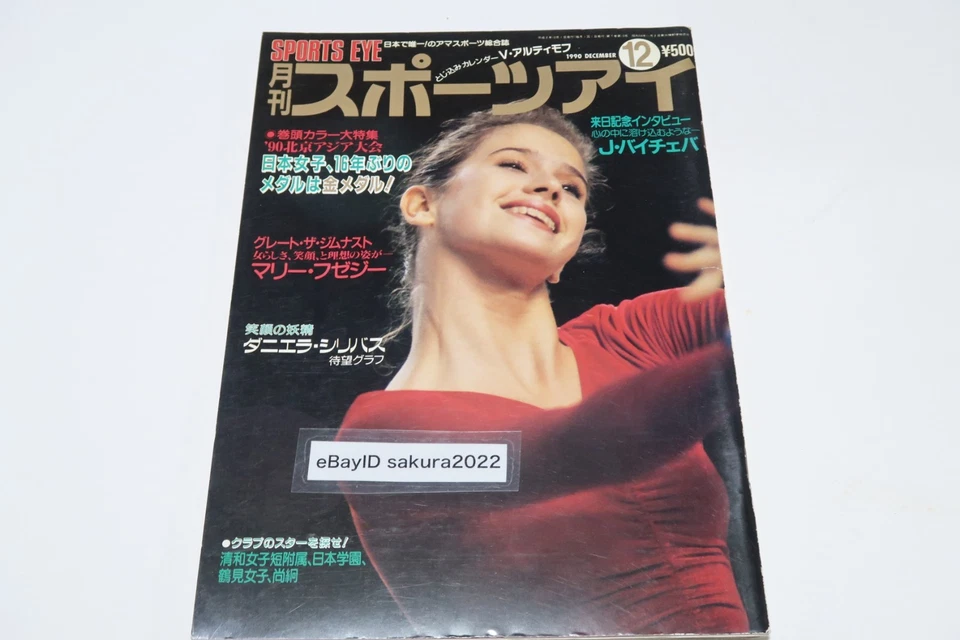 SPORTS EYE
日本で唯一!のアマスポーツ総合誌
とじ込みカレンダーV・アルティモフ
1990 DECEMBER
12
¥500
月刊スポーツアイ
来日記念インタビュー
心の中に溶け込むような―
J・バイチェバ
●巻頭カラー大特集
'90北京アジア大会
日本女子、16年ぶりの
メダルは金メダル!
グレート・ザ・ジムナスト
女らしさ、笑顔、と理想の姿が―
マリー・フゼジー
笑顔の妖精
ダニエラ・シリバス
待望グラフ
eBayID sakura2022
●クラブのスターを探せ!
清和女子短附属、日本学園、
鶴見女子、尚絅